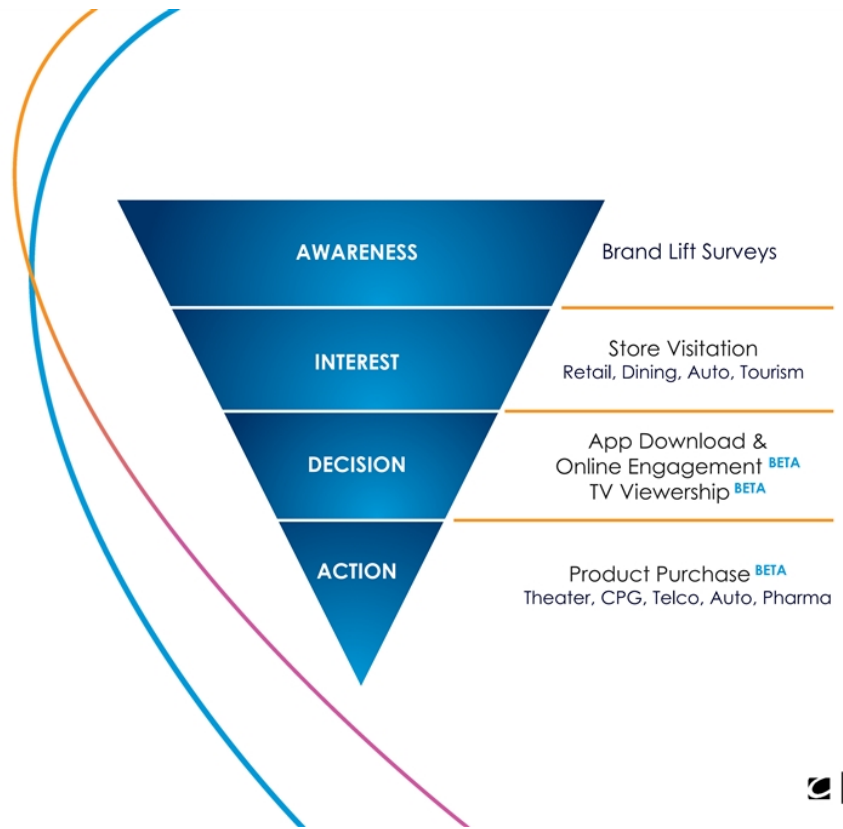 AWARENESS
Brand Lift Surveys
INTEREST
Store Visitation
Retail, Dining, Auto, Tourism
DECISION
App Download &
Online Engagement BETA
TV Viewership BETA
ACTION
Product Purchase BETA
Theater, CPG, Telco, Auto, Pharma